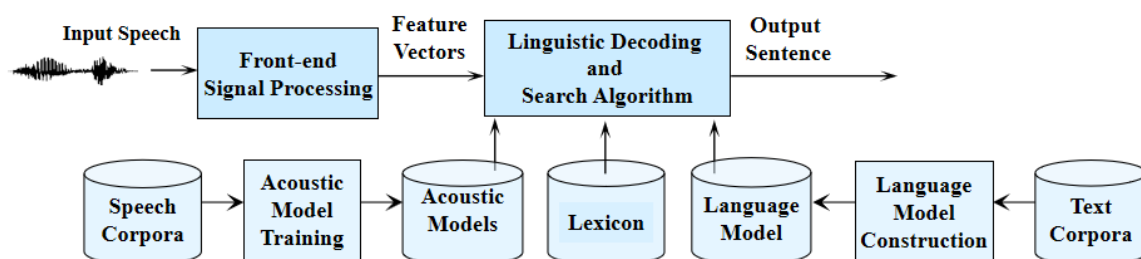 Input Speech
Front-end
Signal Processing
Feature
Vectors
Linguistic Decoding
and
Search Algorithm
Output
Sentence
Speech
Corpora
Acoustic
Model
Training
Acoustic
Models
Lexicon
Language
Model
Language
Model
Construction
Text
Corpora